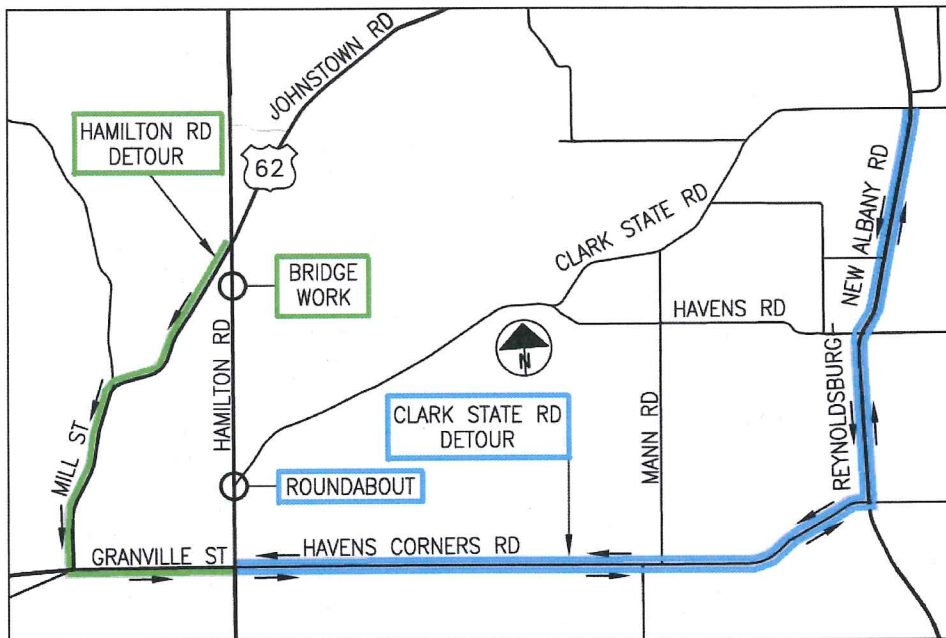 JOHNSTOWN RD
HAMILTON RD
DETOUR
62
NEW ALBANY RD
CLARK STATE RD
BRIDGE
WORK
HAVENS RD
HAMILTON RD
N
CLARK STATE RD
DETOUR
MANN RD
REYNOLDSBURG-
MILL ST
ROUNDABOUT
GRANVILLE ST
HAVENS CORNERS RD